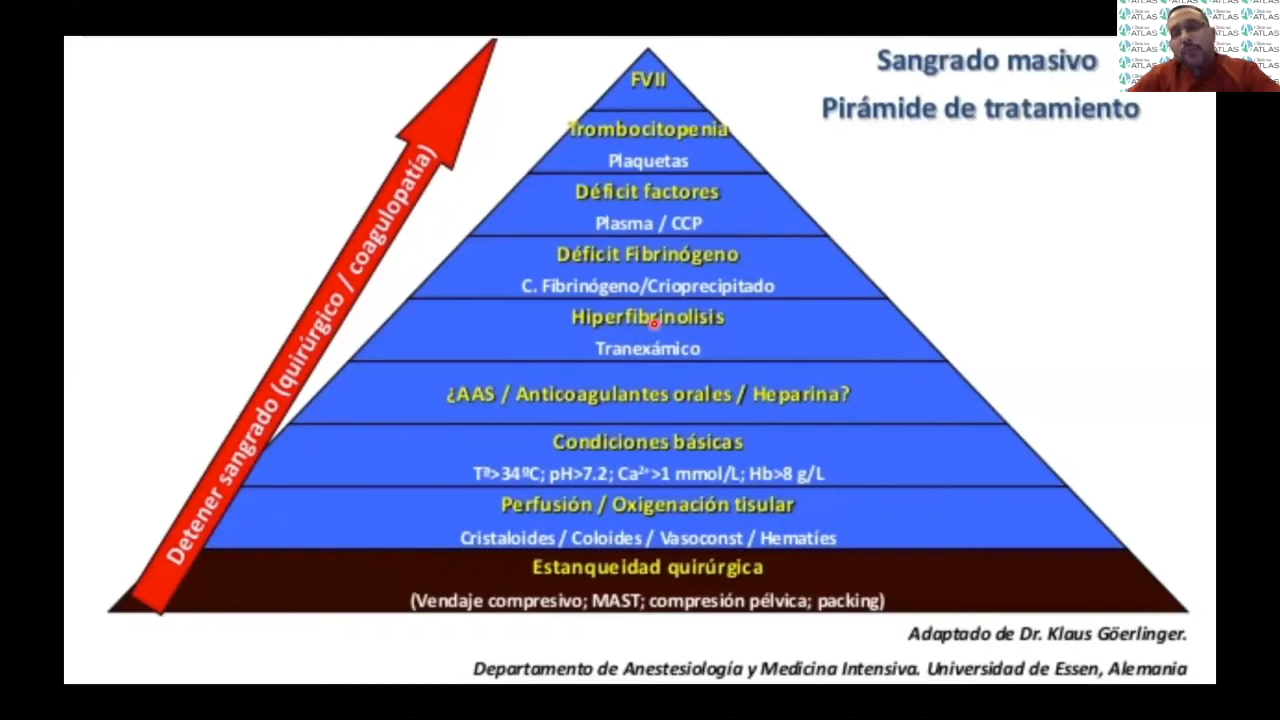 Sangrado masivo
Pirámide de tratamiento
FVII
Trombocitopenia
Plaquetas
Déficit factores
Plasma / CCP
Déficit Fibrinógeno
C. Fibrinógeno/Crioprecipitado
Hiperfibrinolisis
Tranexámico
¿AAS / Anticoagulantes orales / Heparina?
Condiciones básicas
Tª>34ºC; pH>7.2; Ca²⁺>1 mmol/L; Hb>8 g/L
Perfusión / Oxigenación tisular
Cristaloides / Coloides / Vasoconst / Hematíes
Estanqueidad quirúrgica
(Vendaje compresivo; MAST; compresión pélvica; packing)
Detener sangrado (quirúrgico / coagulopatía)
Adaptado de Dr. Klaus Göerlinger.
Departamento de Anestesiología y Medicina Intensiva. Universidad de Essen, Alemania
ATLAS